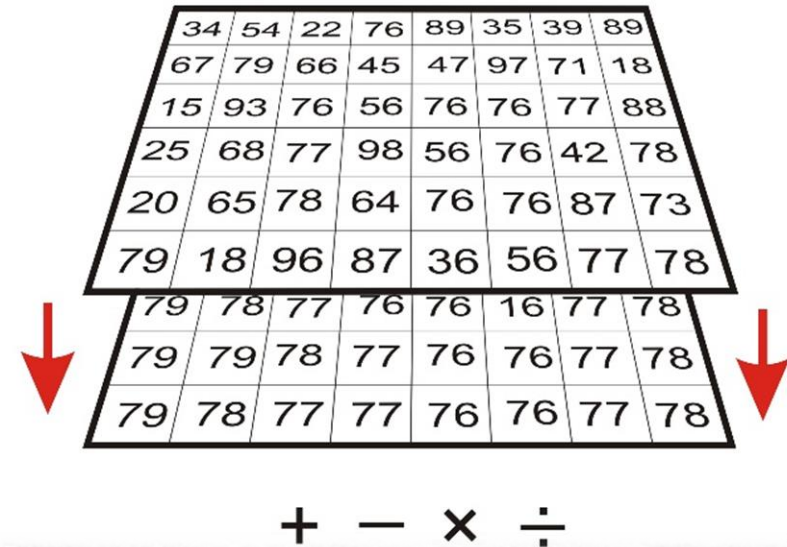 34 54 22 76 89 35 39 89
67 79 66 45 47 97 71 18
15 93 76 56 76 76 77 88
25 68 77 98 56 76 42 78
20 65 78 64 76 76 87 73
79 18 96 87 36 56 77 78
79 78 77 76 76 16 77 78
79 79 78 77 76 76 77 78
79 78 77 77 76 76 77 78
+ − × ÷